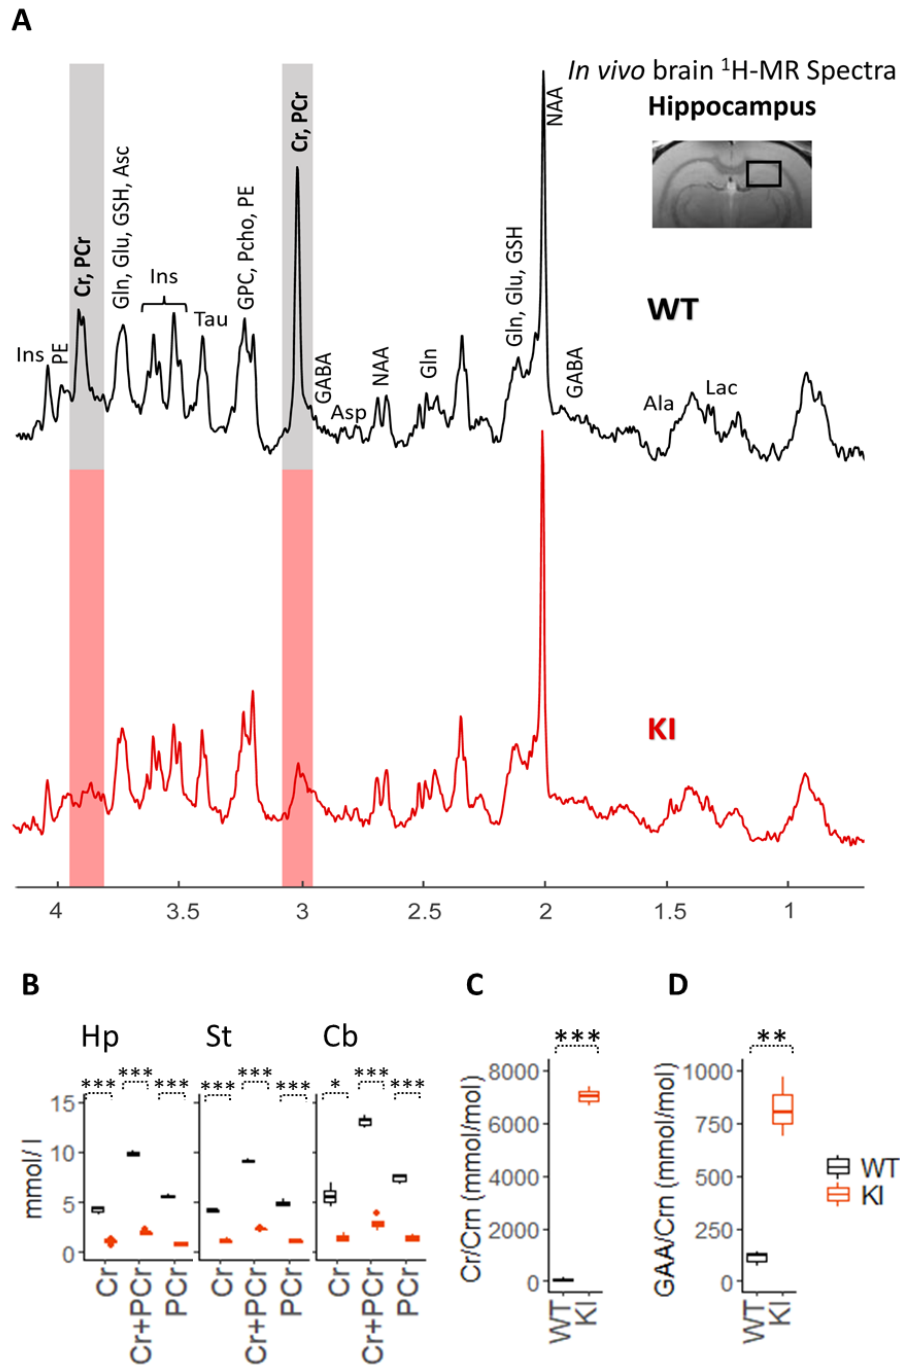 A
In vivo brain ¹H-MR Spectra
Hippocampus
WT
Ins
PE
Cr, PCr
Gln, Glu, GSH, Asc
Ins
Tau
GPC, Pcho, PE
Cr, PCr
GABA
Asp
NAA
Gln
Gln, Glu, GSH
NAA
GABA
Ala
Lac
KI
4 3.5 3 2.5 2 1.5 1
B
Hp St Cb
*** *** *** *** *** *** * *** ***
mmol/ l
15
10
5
0
Cr Cr+PCr PCr Cr Cr+PCr PCr Cr Cr+PCr PCr
C
***
Cr/Crn (mmol/mol)
8000
6000
4000
2000
0
WT KI
D
**
GAA/Crn (mmol/mol)
1000
750
500
250
0
WT KI
WT
KI